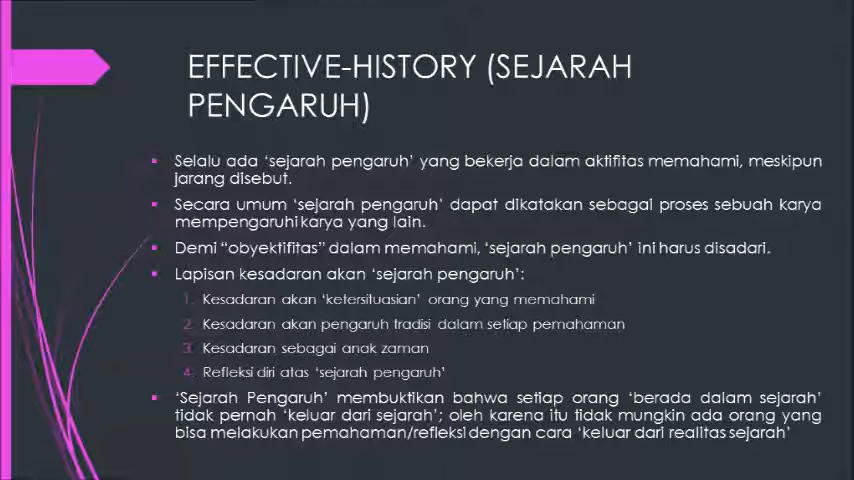 EFFECTIVE-HISTORY (SEJARAH
PENGARUH)
▪ Selalu ada ‘sejarah pengaruh’ yang bekerja dalam aktifitas memahami, meskipun
jarang disebut.
▪ Secara umum ‘sejarah pengaruh’ dapat dikatakan sebagai proses sebuah karya
mempengaruhi karya yang lain.
▪ Demi “obyektifitas” dalam memahami, ‘sejarah pengaruh’ ini harus disadari.
▪ Lapisan kesadaran akan ‘sejarah pengaruh’:
1. Kesadaran akan ‘ketersituasian’ orang yang memahami
2. Kesadaran akan pengaruh tradisi dalam setiap pemahaman
3. Kesadaran sebagai anak zaman
4. Refleksi diri atas ‘sejarah pengaruh’
▪ ‘Sejarah Pengaruh’ membuktikan bahwa setiap orang ‘berada dalam sejarah’
tidak pernah ‘keluar dari sejarah’; oleh karena itu tidak mungkin ada orang yang
bisa melakukan pemahaman/refleksi dengan cara ‘keluar dari realitas sejarah’